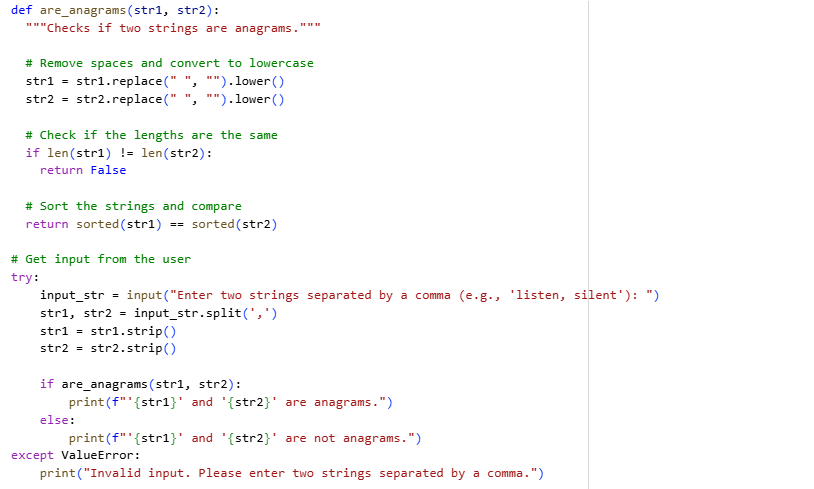 def are_anagrams(str1, str2):
  """Checks if two strings are anagrams."""

  # Remove spaces and convert to lowercase
  str1 = str1.replace(" ", "").lower()
  str2 = str2.replace(" ", "").lower()

  # Check if the lengths are the same
  if len(str1) != len(str2):
    return False

  # Sort the strings and compare
  return sorted(str1) == sorted(str2)

# Get input from the user
try:
    input_str = input("Enter two strings separated by a comma (e.g., 'listen, silent'): ")
    str1, str2 = input_str.split(',')
    str1 = str1.strip()
    str2 = str2.strip()

    if are_anagrams(str1, str2):
        print(f"'{str1}' and '{str2}' are anagrams.")
    else:
        print(f"'{str1}' and '{str2}' are not anagrams.")
except ValueError:
    print("Invalid input. Please enter two strings separated by a comma.")